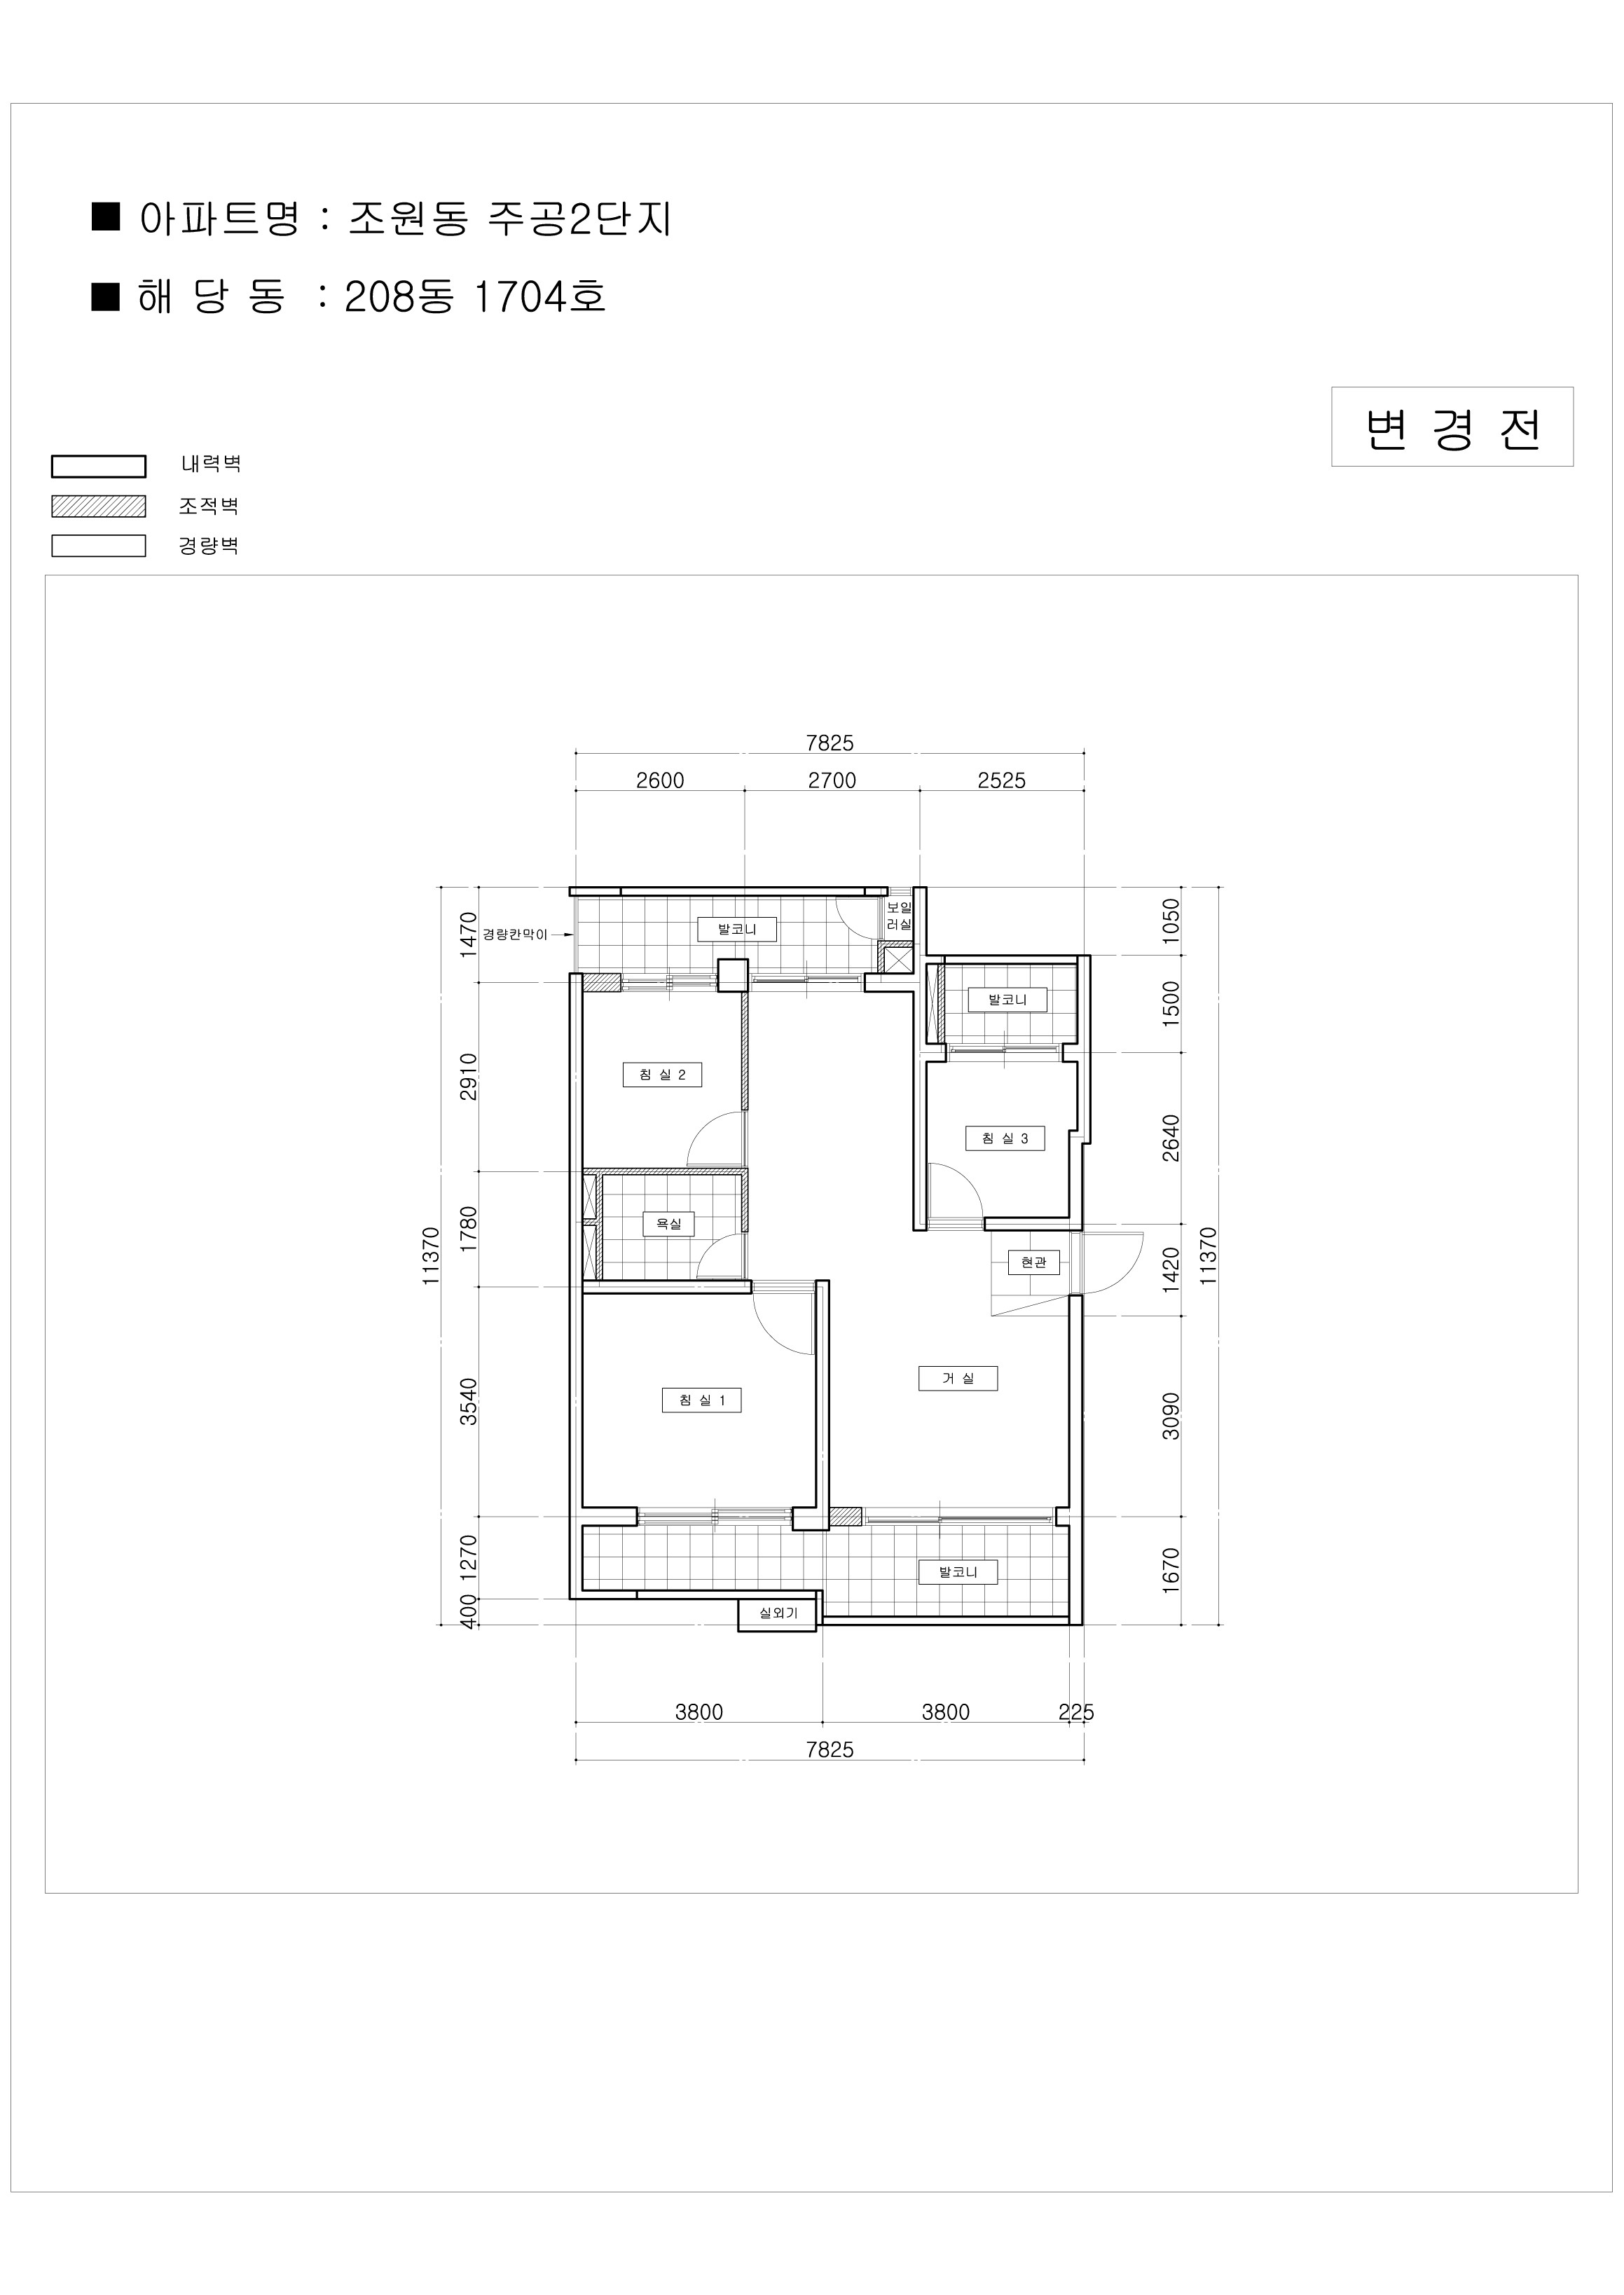 ■ 아파트명 : 조원동 주공2단지
■ 해 당 동 : 208동 1704호
변 경 전
내력벽
조적벽
경량벽
7825
2600 2700 2525
1470
2910
1780
3540
1270
400
11370
경량칸막이
발코니
보일
러실
발코니
침 실 2
침 실 3
욕실
현관
거 실
침 실 1
발코니
실외기
1050
1500
2640
1420
3090
1670
11370
3800 3800 225
7825